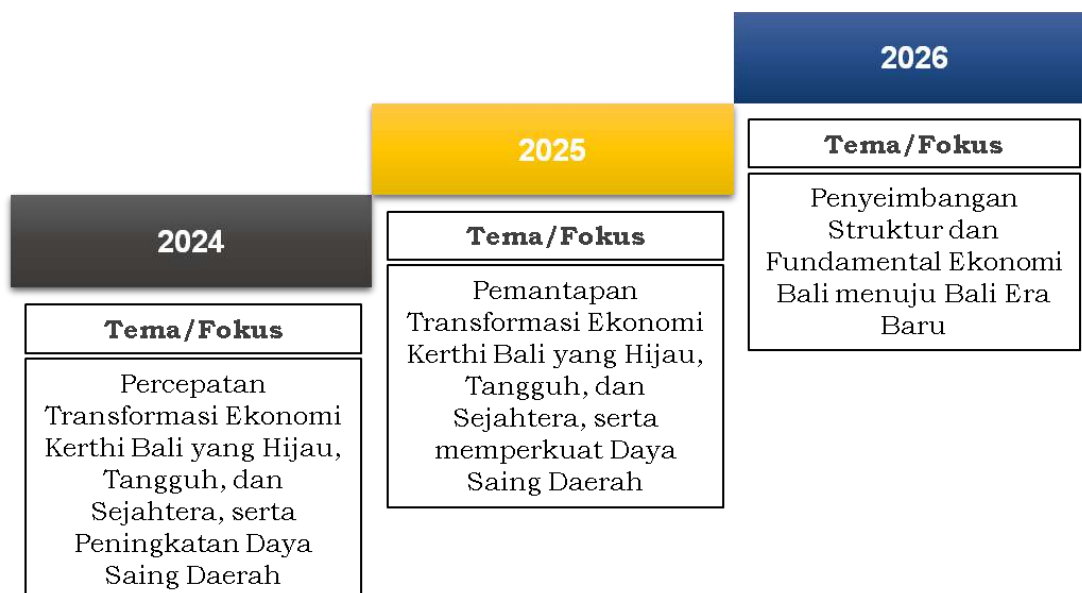 2024
Tema/Fokus
Percepatan
Transformasi Ekonomi
Kerthi Bali yang Hijau,
Tangguh, dan
Sejahtera, serta
Peningkatan Daya
Saing Daerah
2025
Tema/Fokus
Pemantapan
Transformasi Ekonomi
Kerthi Bali yang Hijau,
Tangguh, dan
Sejahtera, serta
memperkuat Daya
Saing Daerah
2026
Tema/Fokus
Penyeimbangan
Struktur dan
Fundamental Ekonomi
Bali menuju Bali Era
Baru